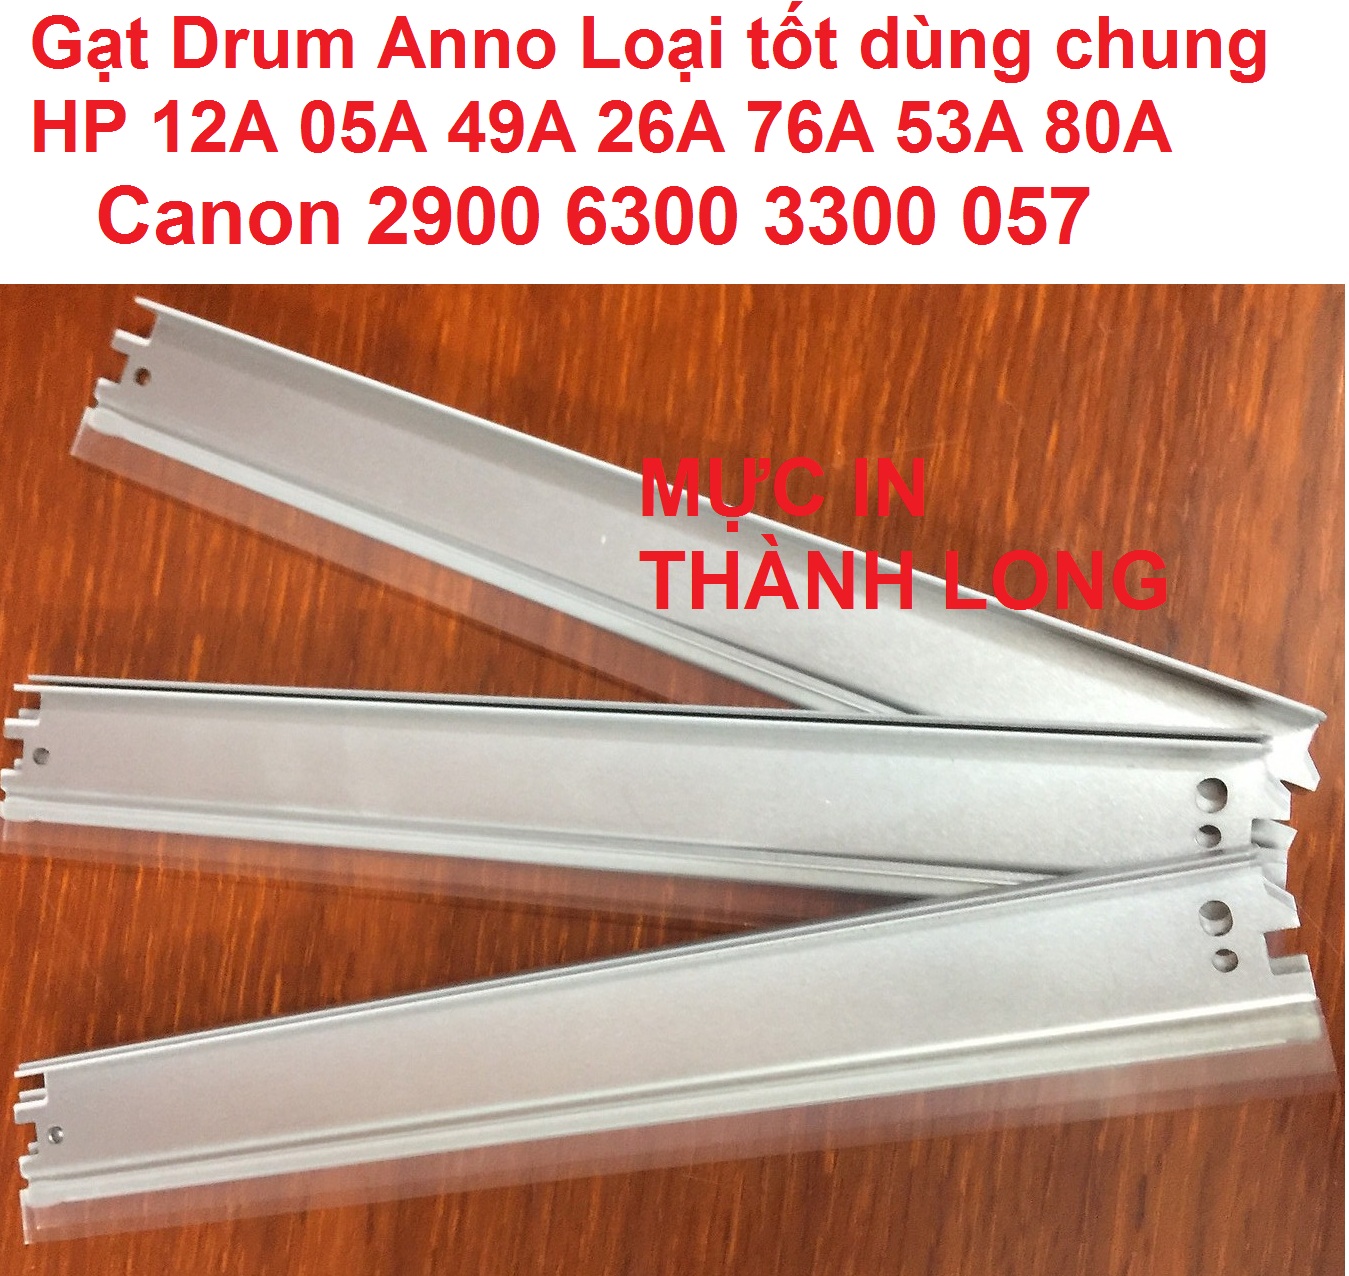 Gạt Drum Anno Loại tốt dùng chung
HP 12A 05A 49A 26A 76A 53A 80A
Canon 2900 6300 3300 057
MỰC IN
THÀNH LONG